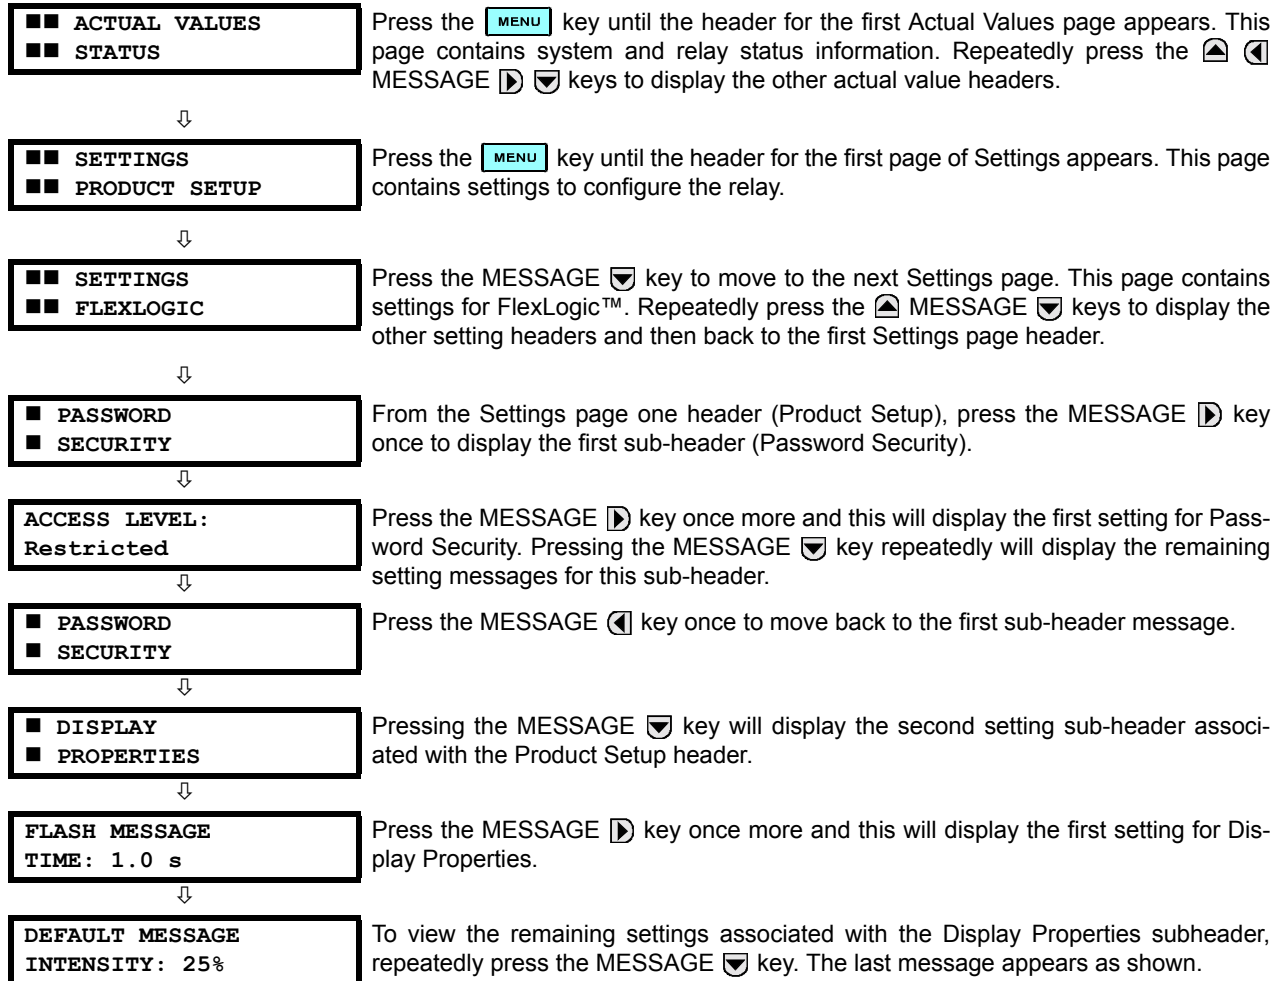 ■■ ACTUAL VALUES
■■ STATUS
Press the MENU key until the header for the first Actual Values page appears. This
page contains system and relay status information. Repeatedly press the
MESSAGE keys to display the other actual value headers.
⇩
■■ SETTINGS
■■ PRODUCT SETUP
Press the MENU key until the header for the first page of Settings appears. This page
contains settings to configure the relay.
⇩
■■ SETTINGS
■■ FLEXLOGIC
Press the MESSAGE key to move to the next Settings page. This page contains
settings for FlexLogic™. Repeatedly press the MESSAGE keys to display the
other setting headers and then back to the first Settings page header.
⇩
■ PASSWORD
■ SECURITY
From the Settings page one header (Product Setup), press the MESSAGE key
once to display the first sub-header (Password Security).
⇩
ACCESS LEVEL:
Restricted
Press the MESSAGE key once more and this will display the first setting for Pass-
word Security. Pressing the MESSAGE key repeatedly will display the remaining
setting messages for this sub-header.
⇩
■ PASSWORD
■ SECURITY
Press the MESSAGE key once to move back to the first sub-header message.
⇩
■ DISPLAY
■ PROPERTIES
Pressing the MESSAGE key will display the second setting sub-header associ-
ated with the Product Setup header.
⇩
FLASH MESSAGE
TIME: 1.0 s
Press the MESSAGE key once more and this will display the first setting for Dis-
play Properties.
⇩
DEFAULT MESSAGE
INTENSITY: 25%
To view the remaining settings associated with the Display Properties subheader,
repeatedly press the MESSAGE key. The last message appears as shown.